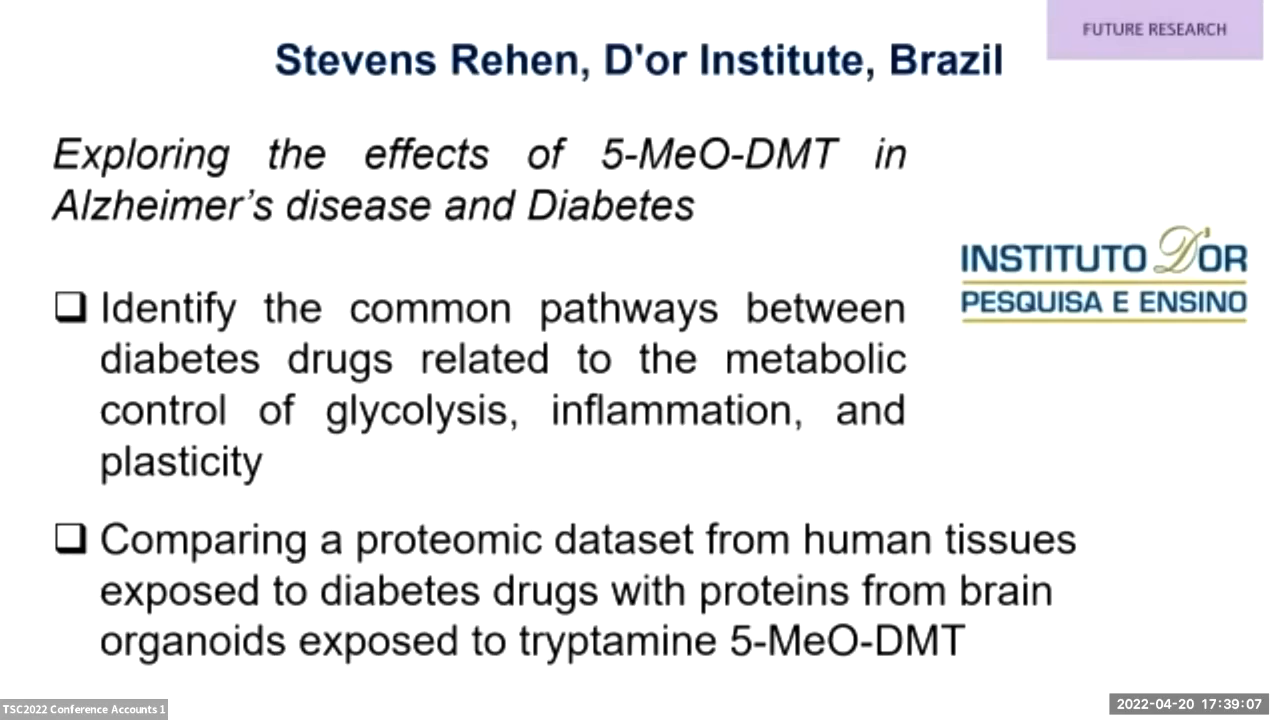 FUTURE RESEARCH
Stevens Rehen, D'or Institute, Brazil
Exploring the effects of 5-MeO-DMT in
Alzheimer’s disease and Diabetes
INSTITUTO D'OR
PESQUISA E ENSINO
❑ Identify the common pathways between
diabetes drugs related to the metabolic
control of glycolysis, inflammation, and
plasticity
❑ Comparing a proteomic dataset from human tissues
exposed to diabetes drugs with proteins from brain
organoids exposed to tryptamine 5-MeO-DMT
TSC2022 Conference Accounts 1
2022-04-20 17:39:07